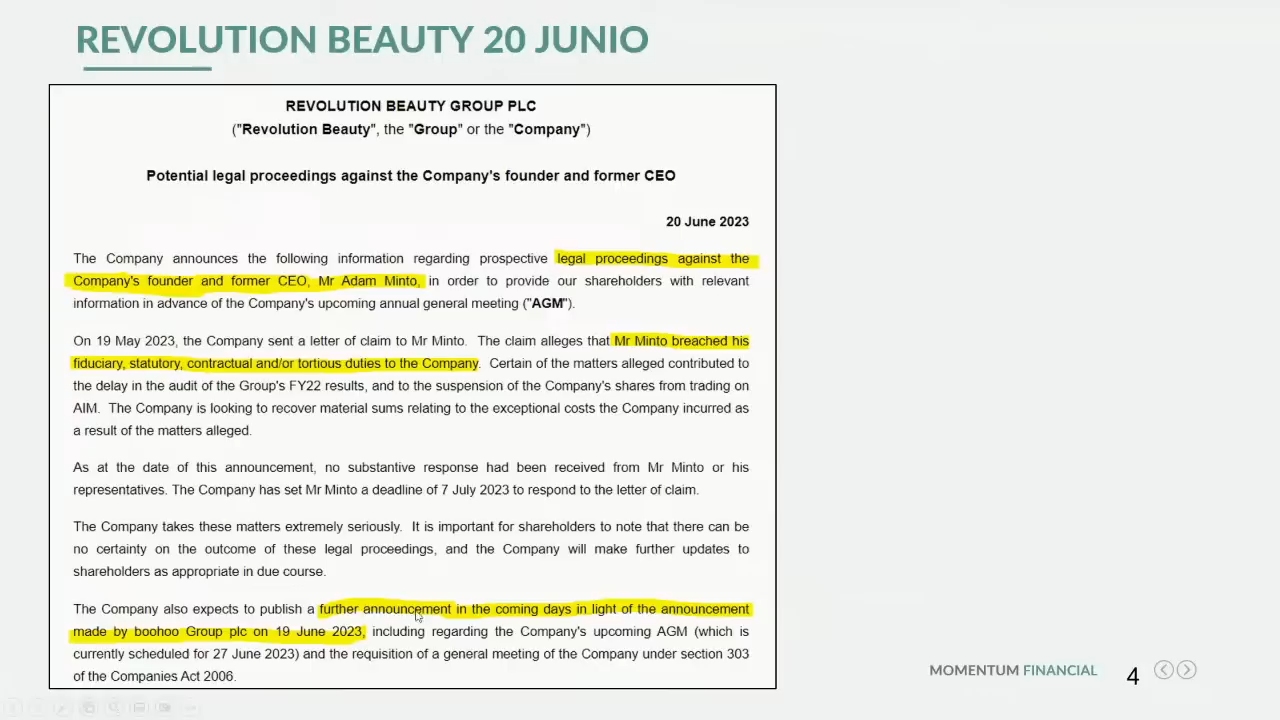 REVOLUTION BEAUTY 20 JUNIO
REVOLUTION BEAUTY GROUP PLC
("Revolution Beauty", the "Group" or the "Company")
Potential legal proceedings against the Company's founder and former CEO
20 June 2023
The Company announces the following information regarding prospective legal proceedings against the
Company's founder and former CEO, Mr Adam Minto, in order to provide our shareholders with relevant
information in advance of the Company's upcoming annual general meeting ("AGM").
On 19 May 2023, the Company sent a letter of claim to Mr Minto. The claim alleges that Mr Minto breached his
fiduciary, statutory, contractual and/or tortious duties to the Company. Certain of the matters alleged contributed to
the delay in the audit of the Group's FY22 results, and to the suspension of the Company's shares from trading on
AIM. The Company is looking to recover material sums relating to the exceptional costs the Company incurred as
a result of the matters alleged.
As at the date of this announcement, no substantive response had been received from Mr Minto or his
representatives. The Company has set Mr Minto a deadline of 7 July 2023 to respond to the letter of claim.
The Company takes these matters extremely seriously. It is important for shareholders to note that there can be
no certainty on the outcome of these legal proceedings, and the Company will make further updates to
shareholders as appropriate in due course.
The Company also expects to publish a further announcement in the coming days in light of the announcement
made by boohoo Group plc on 19 June 2023, including regarding the Company's upcoming AGM (which is
currently scheduled for 27 June 2023) and the requisition of a general meeting of the Company under section 303
of the Companies Act 2006.
MOMENTUM FINANCIAL 4